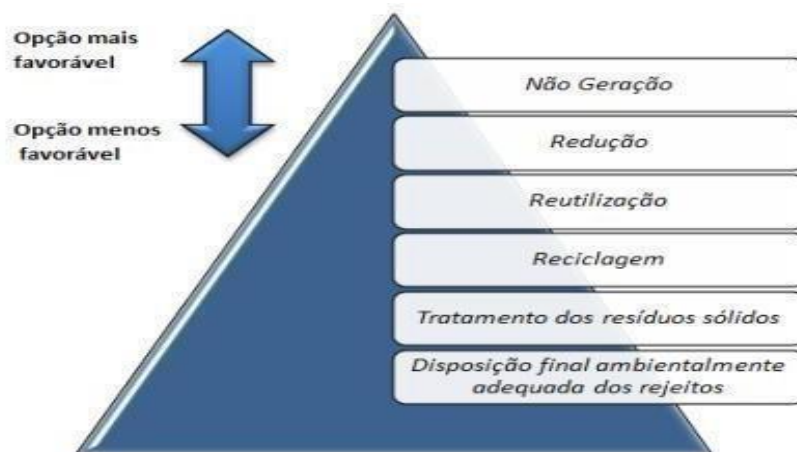 Opção mais
favorável
Opção menos
favorável
Não Geração
Redução
Reutilização
Reciclagem
Tratamento dos resíduos sólidos
Disposição final ambientalmente
adequada dos rejeitos